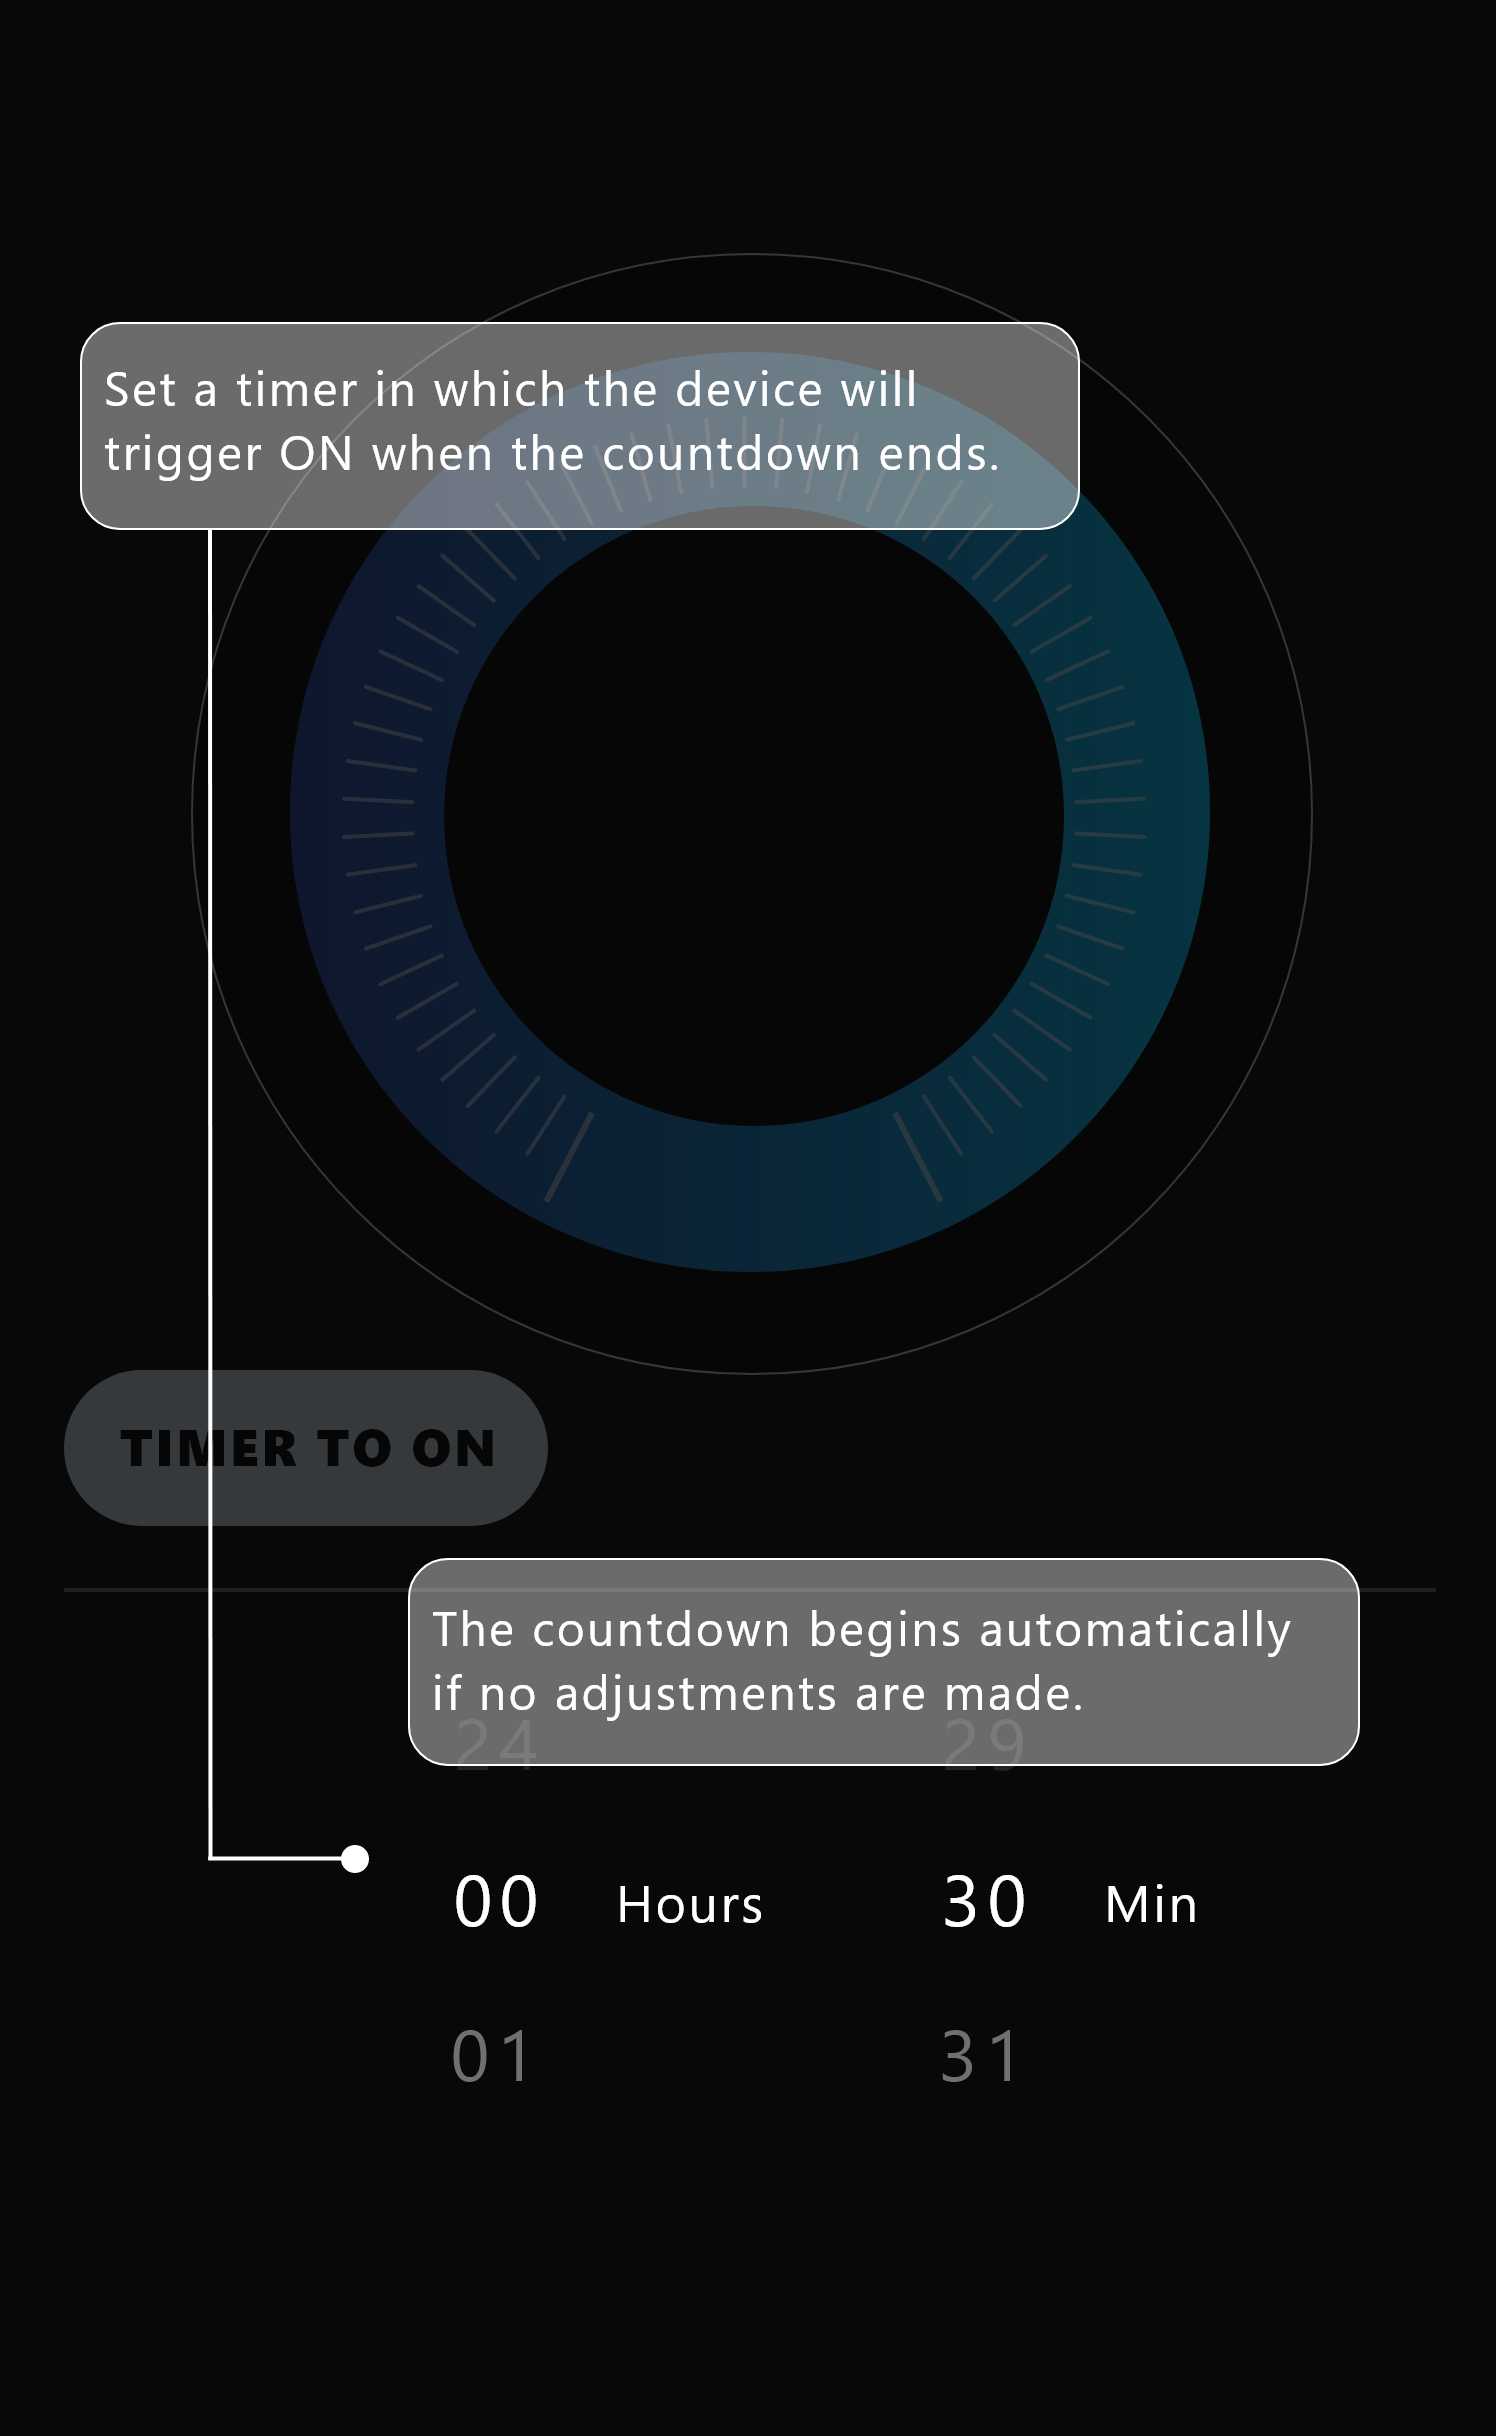 Set a timer in which the device will
trigger ON when the countdown ends.
TIMER TO ON
The countdown begins automatically
if no adjustments are made.
24 29
00 Hours 30 Min
01 31